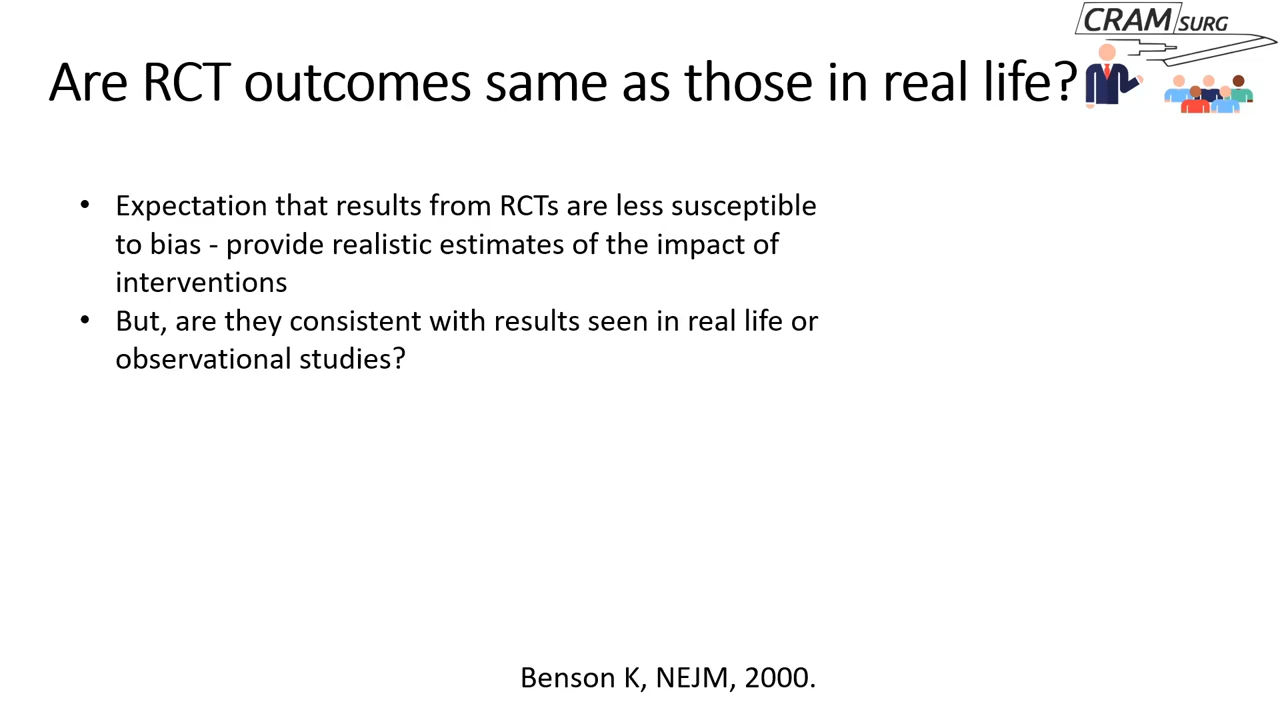 CRAM SURG
Are RCT outcomes same as those in real life?
• Expectation that results from RCTs are less susceptible
to bias - provide realistic estimates of the impact of
interventions
• But, are they consistent with results seen in real life or
observational studies?
Benson K, NEJM, 2000.